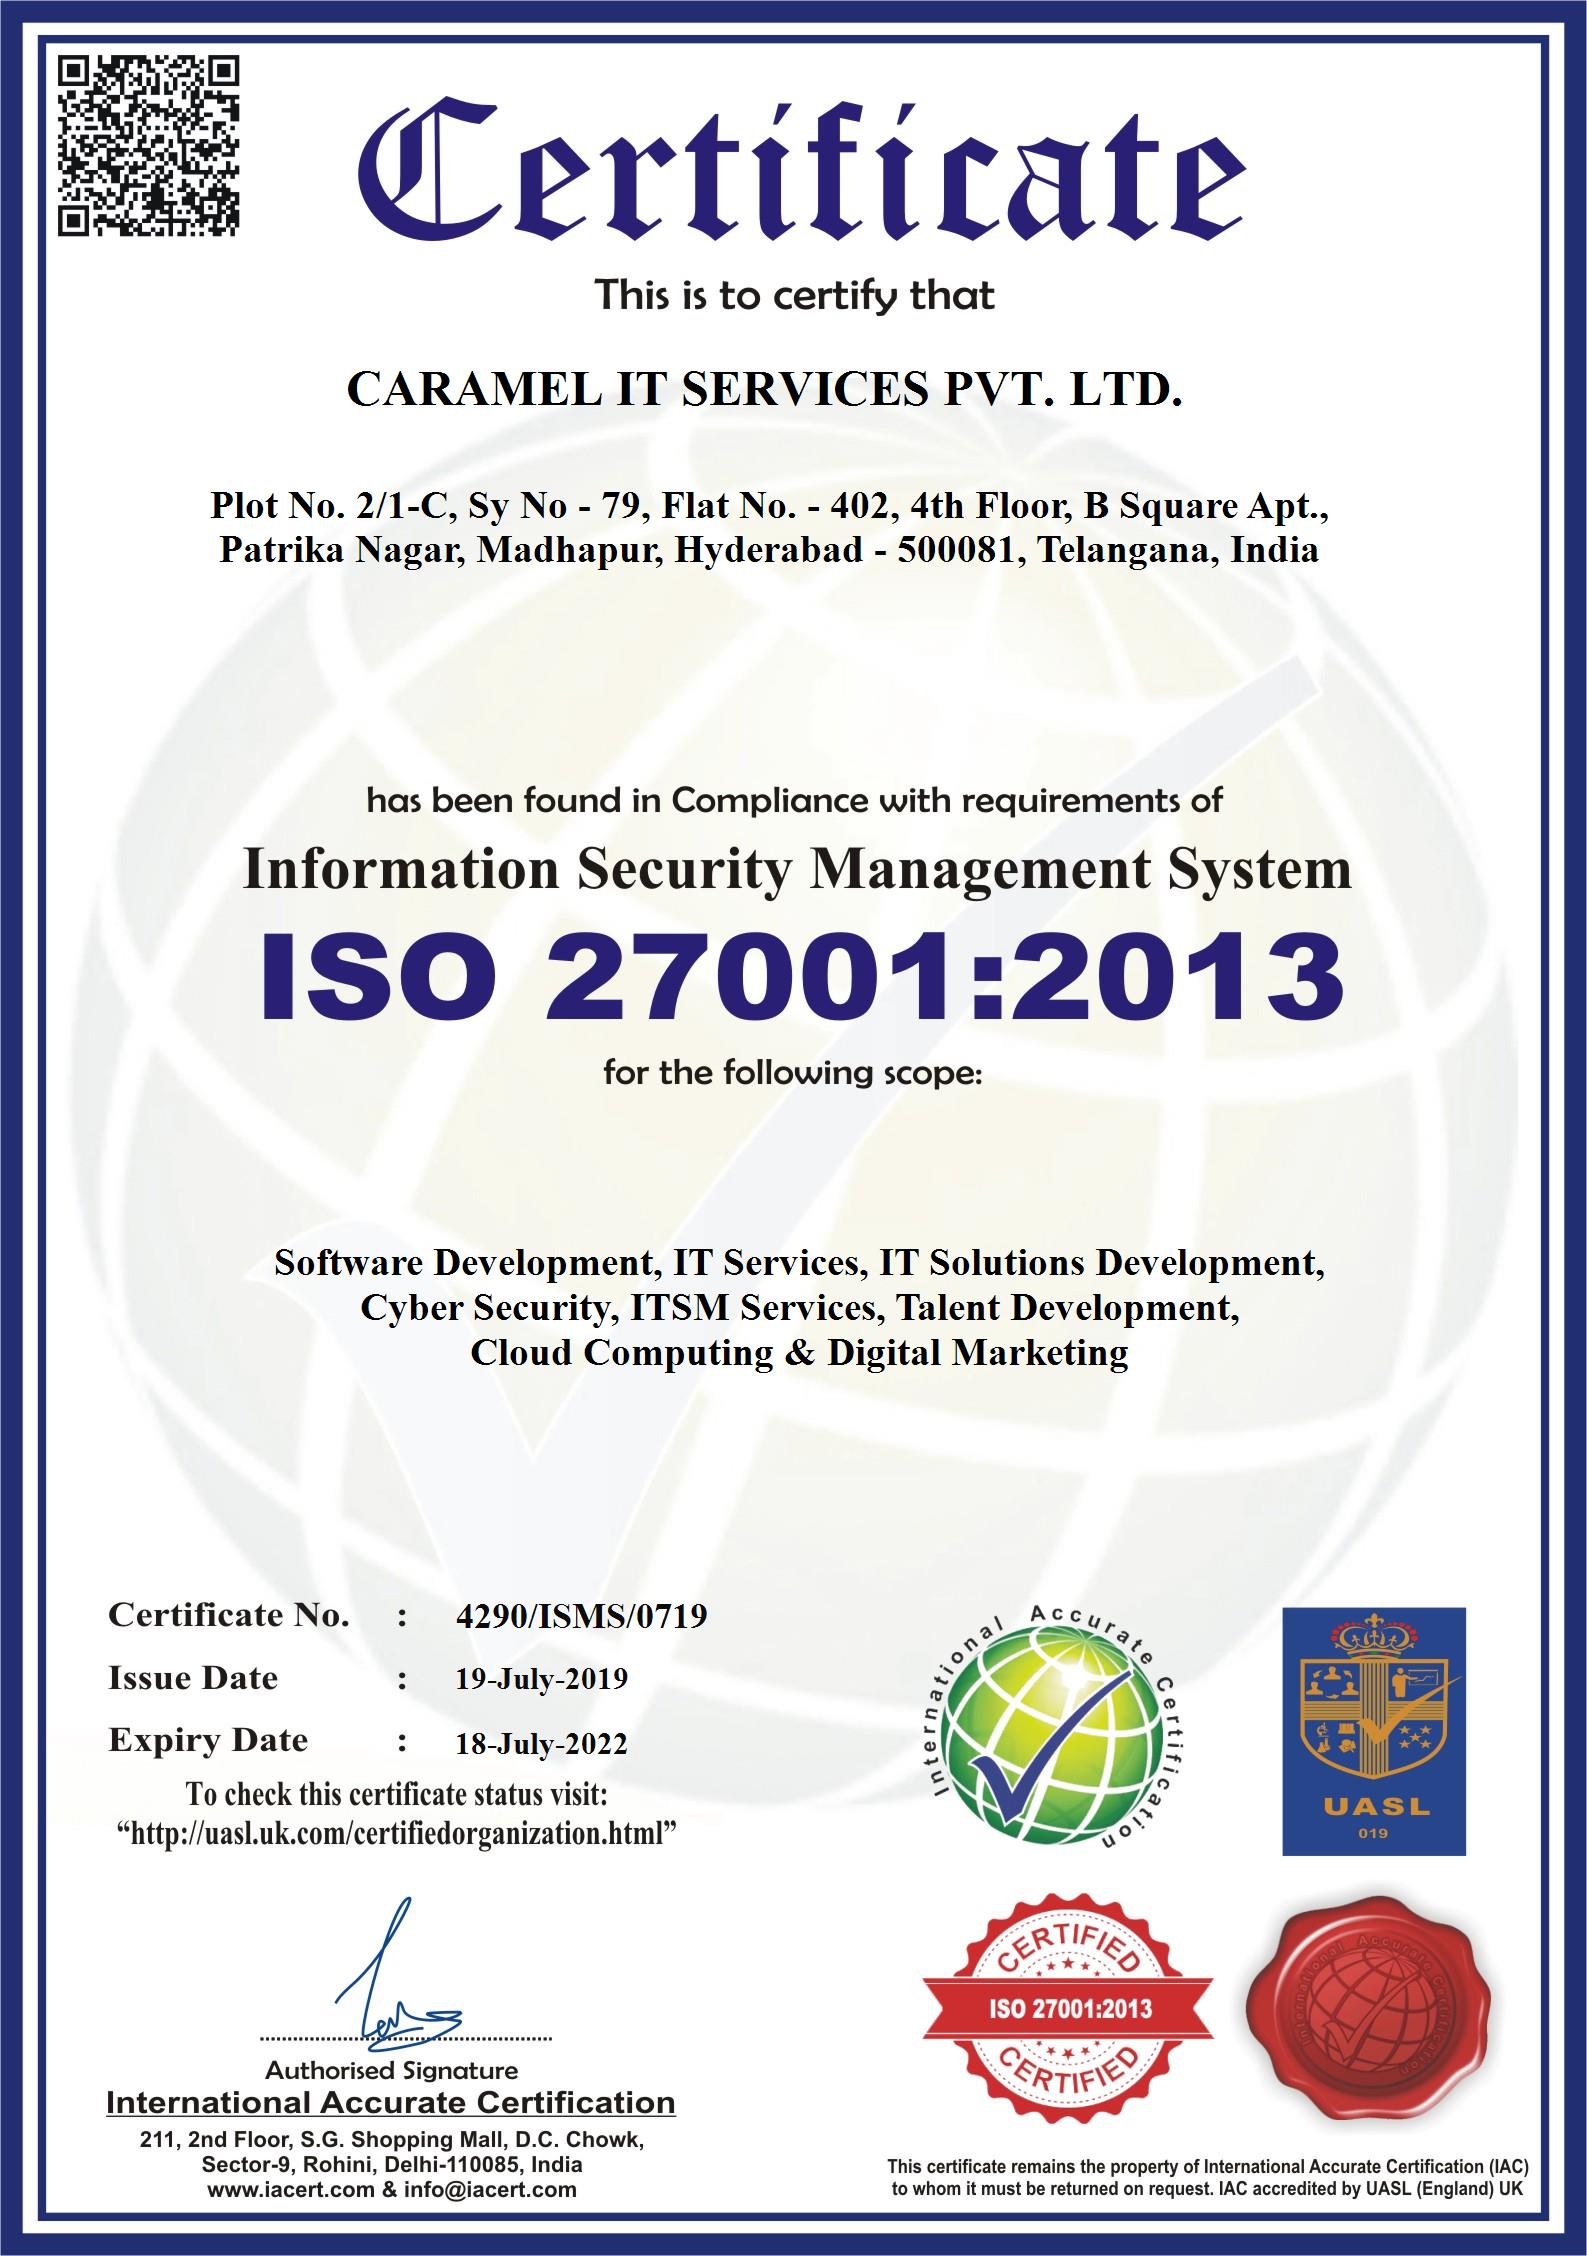 Certificate
This is to certify that
CARAMEL IT SERVICES PVT. LTD.
Plot No. 2/1-C, Sy No - 79, Flat No. - 402, 4th Floor, B Square Apt.,
Patrika Nagar, Madhapur, Hyderabad - 500081, Telangana, India
has been found in Compliance with requirements of
Information Security Management System
ISO 27001:2013
for the following scope:
Software Development, IT Services, IT Solutions Development,
Cyber Security, ITSM Services, Talent Development,
Cloud Computing & Digital Marketing
Certificate No. : 4290/ISMS/0719
Issue Date : 19-July-2019
Expiry Date : 18-July-2022
To check this certificate status visit:
“http://uasl.uk.com/certifiedorganization.html”
International Accurate Certification
UASL
019
Authorised Signature
International Accurate Certification
211, 2nd Floor, S.G. Shopping Mall, D.C. Chowk,
Sector-9, Rohini, Delhi-110085, India
www.iacert.com & info@iacert.com
CERTIFIED
ISO 27001:2013
CERTIFIED
International Accurate Certification
This certificate remains the property of International Accurate Certification (IAC)
to whom it must be returned on request. IAC accredited by UASL (England) UK